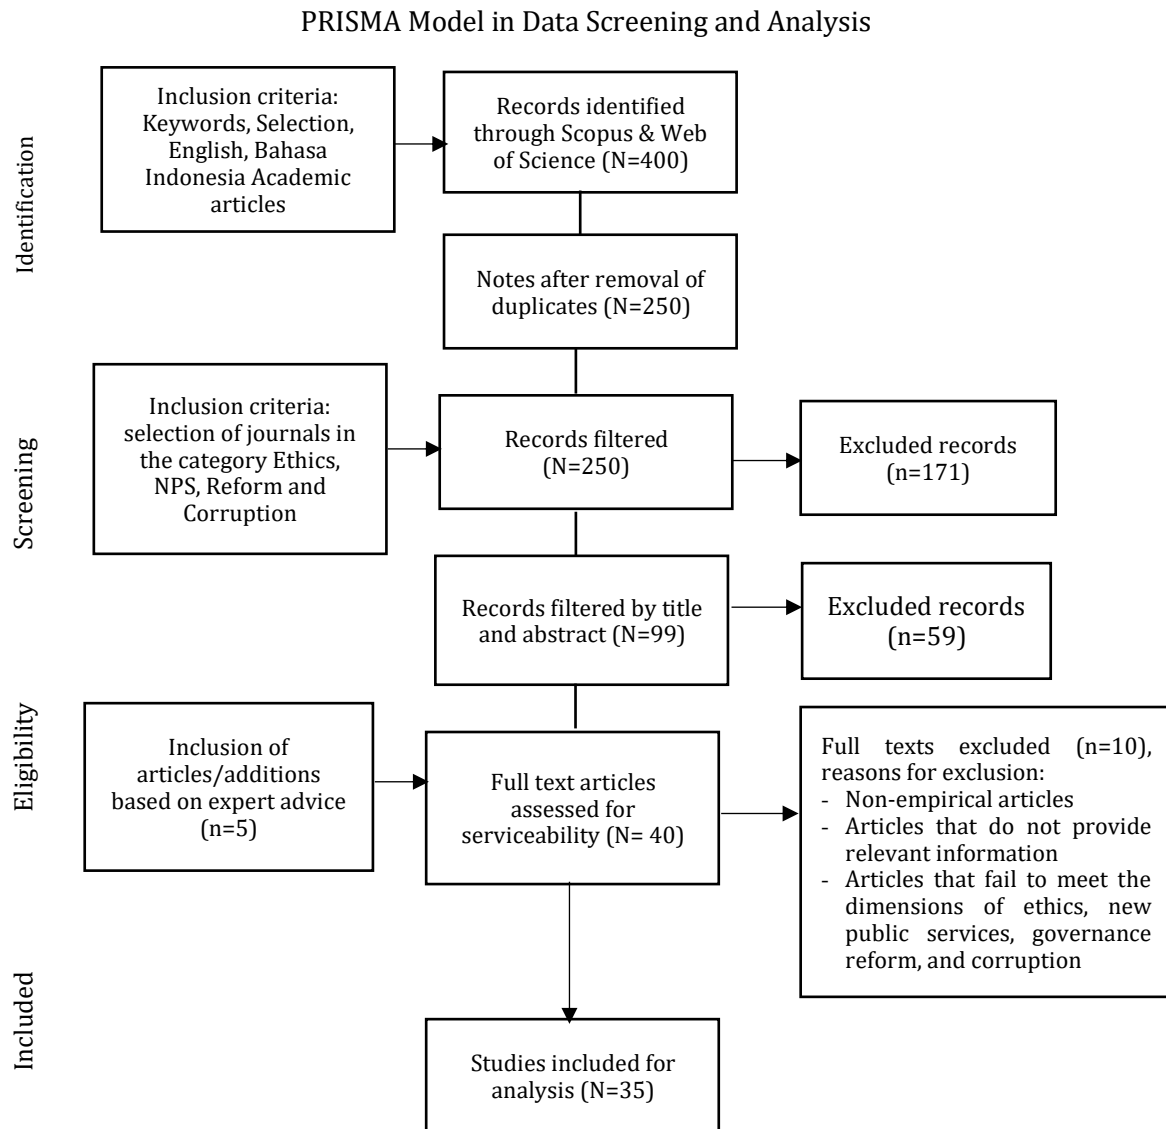 PRISMA Model in Data Screening and Analysis
Identification
Inclusion criteria:
Keywords, Selection,
English, Bahasa
Indonesia Academic
articles
Records identified
through Scopus & Web
of Science (N=400)
Notes after removal of
duplicates (N=250)
Screening
Inclusion criteria:
selection of journals in
the category Ethics,
NPS, Reform and
Corruption
Records filtered
(N=250)
Excluded records
(n=171)
Records filtered by title
and abstract (N=99)
Excluded records
(n=59)
Eligibility
Inclusion of
articles/additions
based on expert advice
(n=5)
Full text articles
assessed for
serviceability (N= 40)
Full texts excluded (n=10),
reasons for exclusion:
- Non-empirical articles
- Articles that do not provide
relevant information
- Articles that fail to meet the
dimensions of ethics, new
public services, governance
reform, and corruption
Included
Studies included for
analysis (N=35)